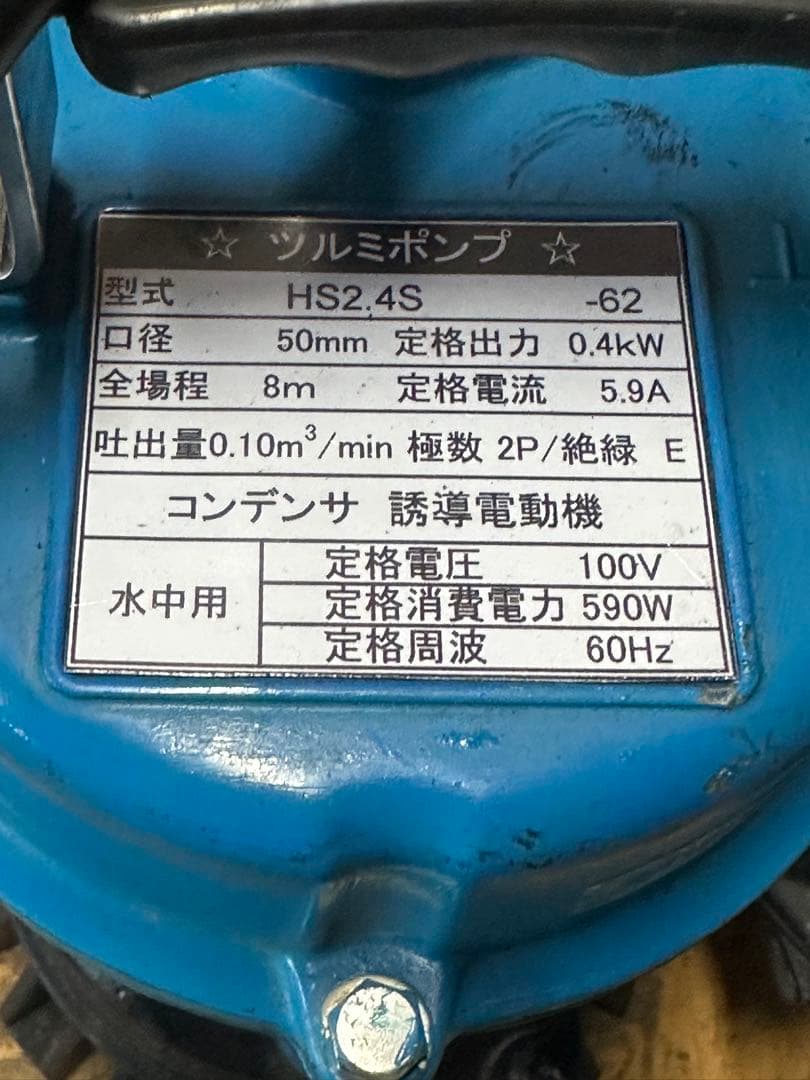 ☆ ツルミポンプ ☆
型式 HS2.4S -62
口径 50mm 定格出力 0.4kW
全場程 8m 定格電流 5.9A
吐出量0.10m³/min 極数 2P/絶縁 E
コンデンサ 誘導電動機
水中用
定格電圧 100V
定格消費電力 590W
定格周波 60Hz